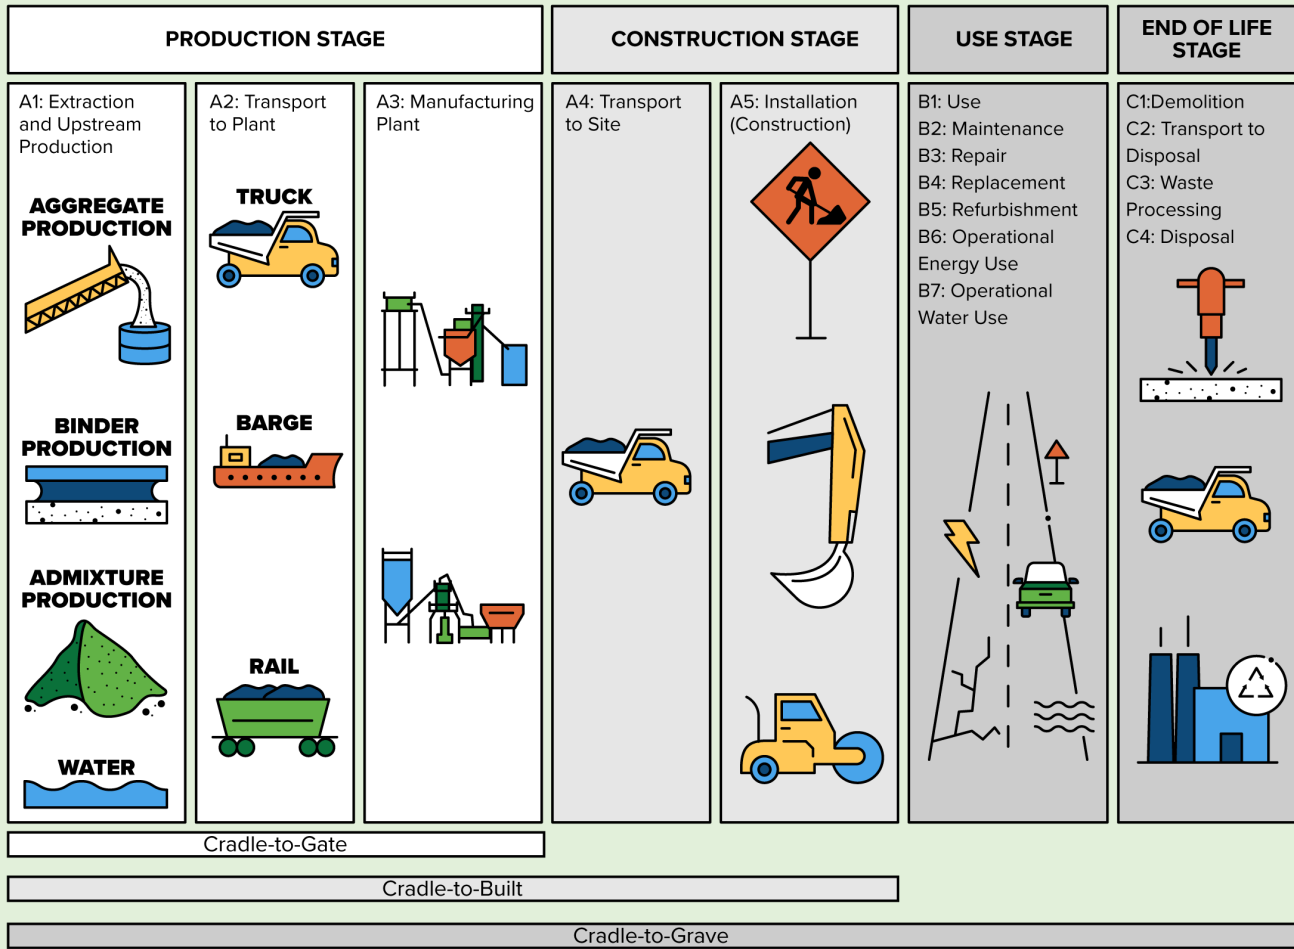 PRODUCTION STAGE
CONSTRUCTION STAGE
USE STAGE
END OF LIFE
STAGE
A1: Extraction
and Upstream
Production
AGGREGATE
PRODUCTION
BINDER
PRODUCTION
ADMIXTURE
PRODUCTION
WATER
A2: Transport
to Plant
TRUCK
BARGE
RAIL
A3: Manufacturing
Plant
A4: Transport
to Site
A5: Installation
(Construction)
B1: Use
B2: Maintenance
B3: Repair
B4: Replacement
B5: Refurbishment
B6: Operational
Energy Use
B7: Operational
Water Use
C1:Demolition
C2: Transport to
Disposal
C3: Waste
Processing
C4: Disposal
Cradle-to-Gate
Cradle-to-Built
Cradle-to-Grave